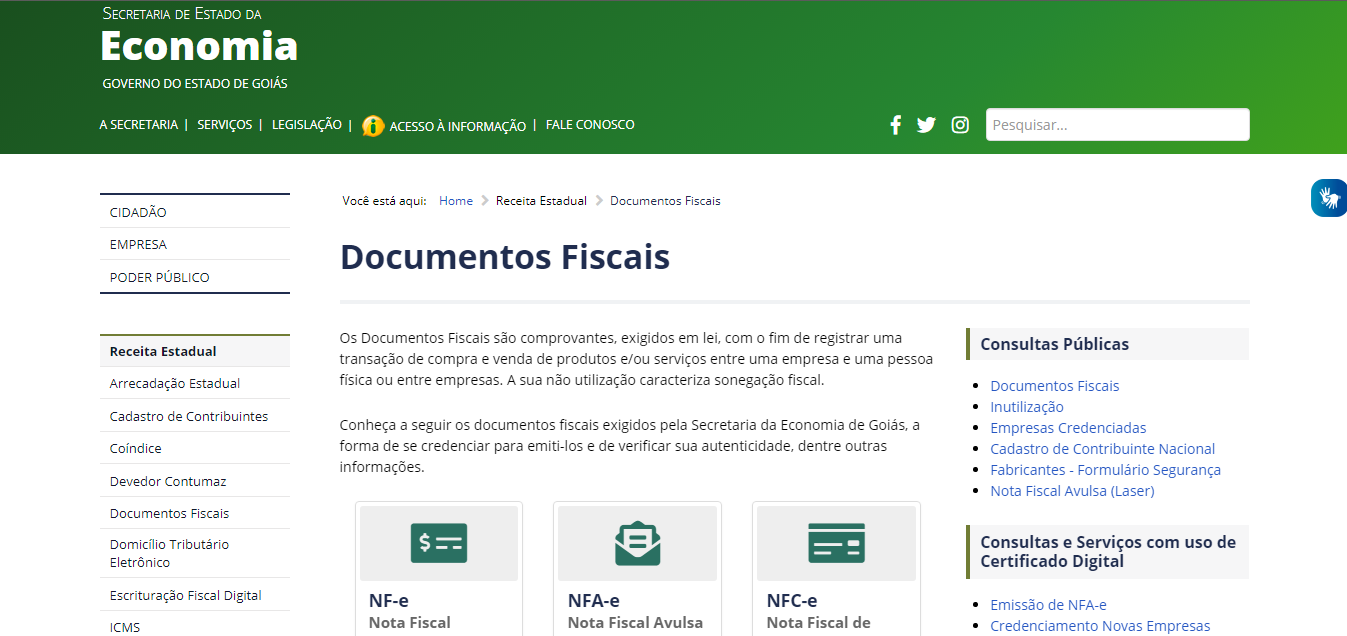 SECRETARIA DE ESTADO DA
Economia
GOVERNO DO ESTADO DE GOIÁS
A SECRETARIA | SERVIÇOS | LEGISLAÇÃO | ACESSO À INFORMAÇÃO | FALE CONOSCO
Pesquisar...
CIDADÃO
EMPRESA
PODER PÚBLICO
Receita Estadual
Arrecadação Estadual
Cadastro de Contribuintes
Coíndice
Devedor Contumaz
Documentos Fiscais
Domicílio Tributário
Eletrônico
Escrituração Fiscal Digital
ICMS
Você está aqui: Home Receita Estadual Documentos Fiscais
Documentos Fiscais
Os Documentos Fiscais são comprovantes, exigidos em lei, com o fim de registrar uma
transação de compra e venda de produtos e/ou serviços entre uma empresa e uma pessoa
física ou entre empresas. A sua não utilização caracteriza sonegação fiscal.
Conheça a seguir os documentos fiscais exigidos pela Secretaria da Economia de Goiás, a
forma de se credenciar para emiti-los e de verificar sua autenticidade, dentre outras
informações.
NF-e
Nota Fiscal
NFA-e
Nota Fiscal Avulsa
NFC-e
Nota Fiscal de
Consultas Públicas
Documentos Fiscais
Inutilização
Empresas Credenciadas
Cadastro de Contribuinte Nacional
Fabricantes - Formulário Segurança
Nota Fiscal Avulsa (Laser)
Consultas e Serviços com uso de
Certificado Digital
Emissão de NFA-e
Credenciamento Novas Empresas